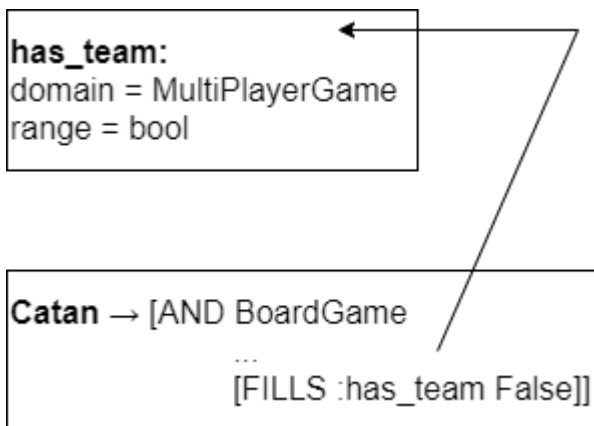 has_team:
domain = MultiPlayerGame
range = bool
Catan → [AND BoardGame
...
[FILLS :has_team False]]